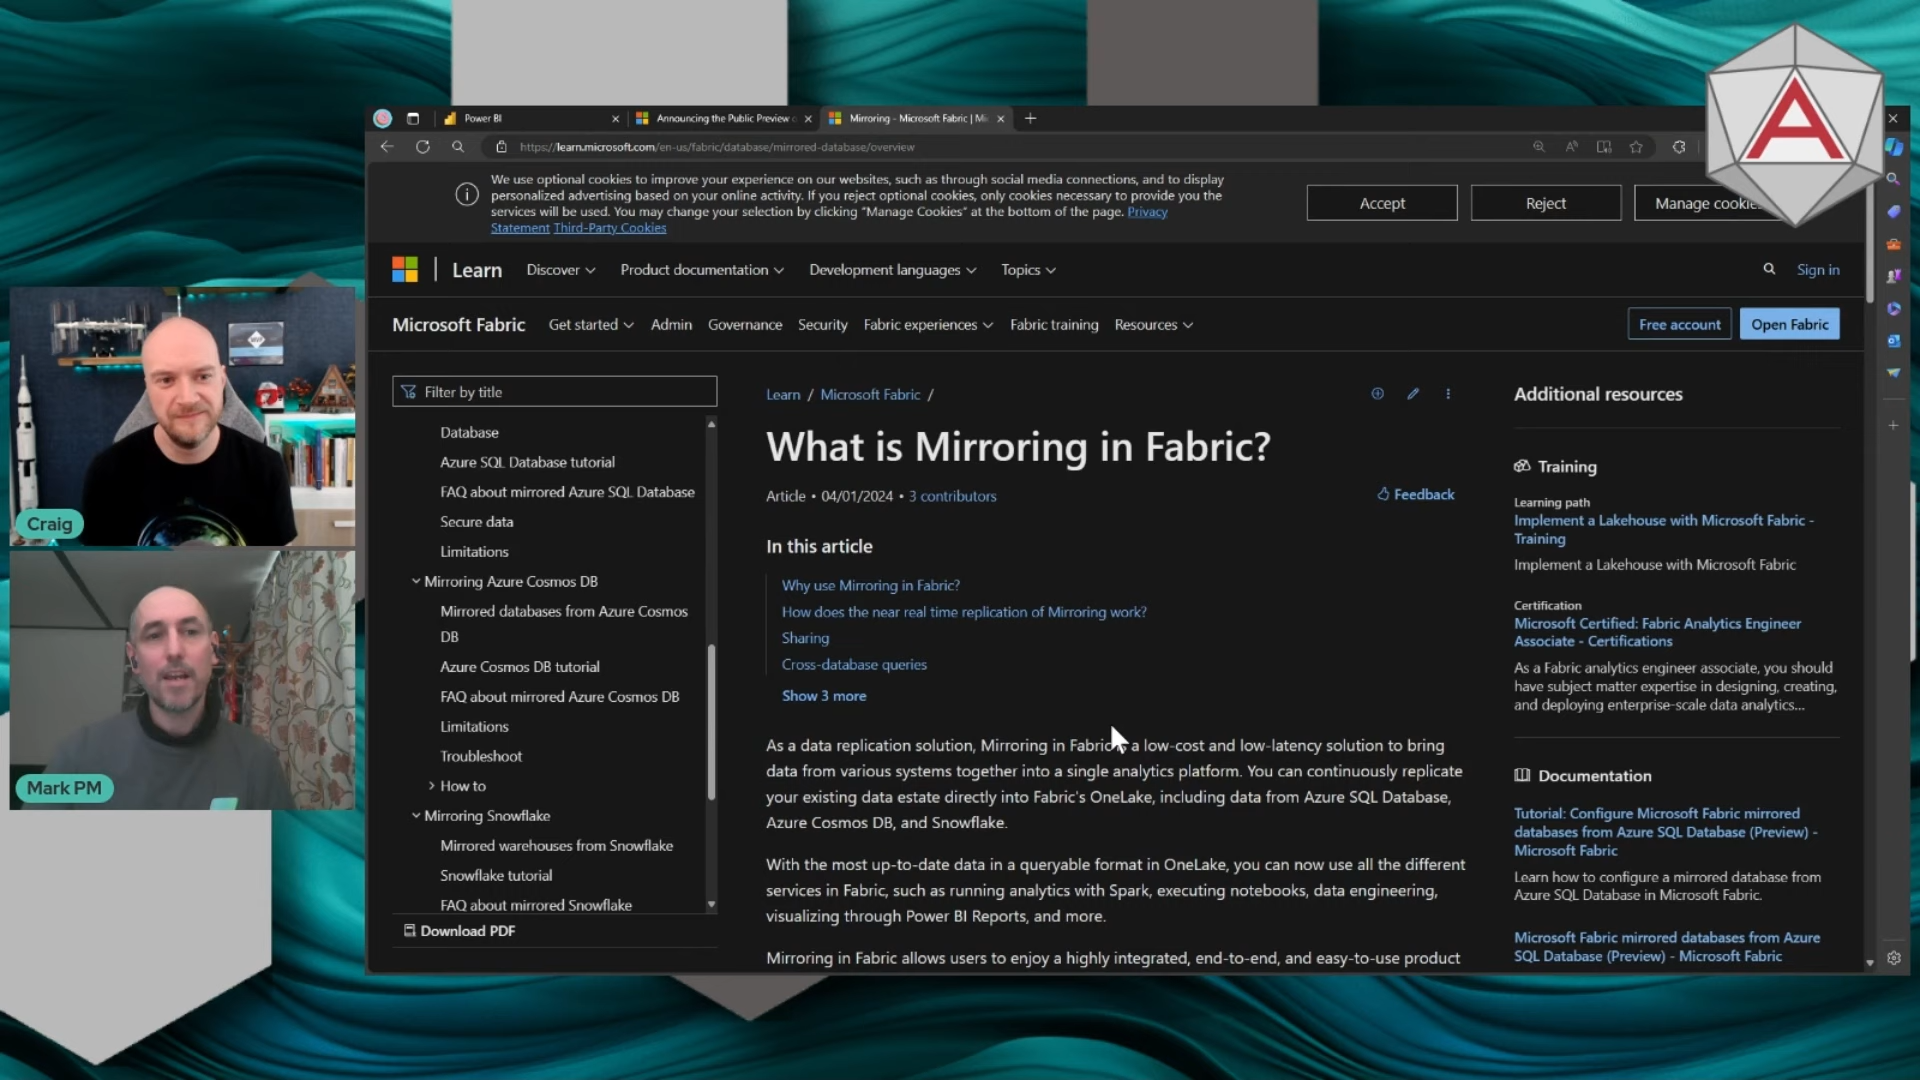 Power BI
Announcing the Public Preview
Mirroring - Microsoft Fabric | Mi
https://learn.microsoft.com/en-us/fabric/database/mirrored-database/overview
We use optional cookies to improve your experience on our websites, such as through social media connections, and to display
personalized advertising based on your online activity. If you reject optional cookies, only cookies necessary to provide you the
services will be used. You may change your selection by clicking "Manage Cookies" at the bottom of the page. Privacy
Statement Third-Party Cookies
Accept
Reject
Manage cookie
Learn
Discover
Product documentation
Development languages
Topics
Sign in
Microsoft Fabric
Get started
Admin
Governance
Security
Fabric experiences
Fabric training
Resources
Free account
Open Fabric
Filter by title
Database
Azure SQL Database tutorial
FAQ about mirrored Azure SQL Database
Secure data
Limitations
Mirroring Azure Cosmos DB
Mirrored databases from Azure Cosmos
DB
Azure Cosmos DB tutorial
FAQ about mirrored Azure Cosmos DB
Limitations
Troubleshoot
How to
Mirroring Snowflake
Mirrored warehouses from Snowflake
Snowflake tutorial
FAQ about mirrored Snowflake
Download PDF
Learn / Microsoft Fabric /
What is Mirroring in Fabric?
Article • 04/01/2024 • 3 contributors
Feedback
In this article
Why use Mirroring in Fabric?
How does the near real time replication of Mirroring work?
Sharing
Cross-database queries
Show 3 more
As a data replication solution, Mirroring in Fabric a low-cost and low-latency solution to bring
data from various systems together into a single analytics platform. You can continuously replicate
your existing data estate directly into Fabric's OneLake, including data from Azure SQL Database,
Azure Cosmos DB, and Snowflake.
With the most up-to-date data in a queryable format in OneLake, you can now use all the different
services in Fabric, such as running analytics with Spark, executing notebooks, data engineering,
visualizing through Power BI Reports, and more.
Mirroring in Fabric allows users to enjoy a highly integrated, end-to-end, and easy-to-use product
Additional resources
Training
Learning path
Implement a Lakehouse with Microsoft Fabric -
Training
Implement a Lakehouse with Microsoft Fabric
Certification
Microsoft Certified: Fabric Analytics Engineer
Associate - Certifications
As a Fabric analytics engineer associate, you should
have subject matter expertise in designing, creating,
and deploying enterprise-scale data analytics...
Documentation
Tutorial: Configure Microsoft Fabric mirrored
databases from Azure SQL Database (Preview) -
Microsoft Fabric
Learn how to configure a mirrored database from
Azure SQL Database in Microsoft Fabric.
Microsoft Fabric mirrored databases from Azure
SQL Database (Preview) - Microsoft Fabric
Craig
Mark PM
A